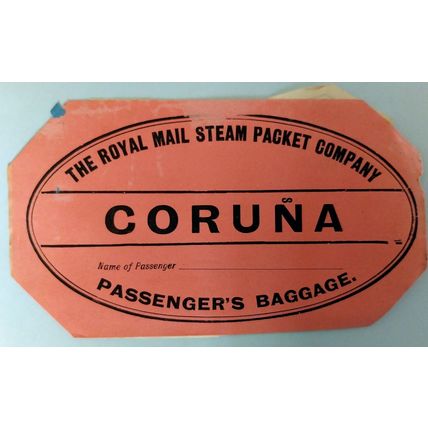 THE ROYAL MAIL STEAM PACKET COMPANY
CORUÑA
Name of Passenger
PASSENGER'S BAGGAGE.